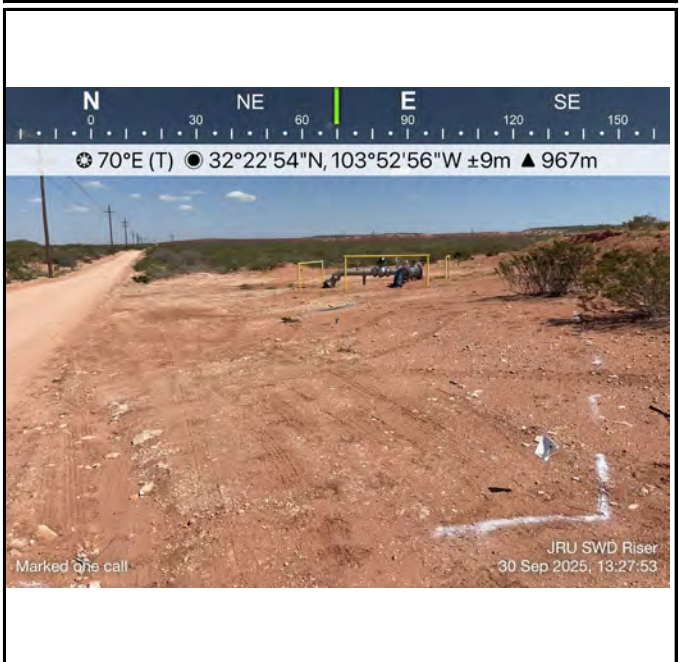 N NE E SE
0 30 60 90 120 150
70°E (T) 32°22'54"N, 103°52'56"W ±9m ▲ 967m
JRU SWD Riser
Marked one call 30 Sep 2025, 13:27:53